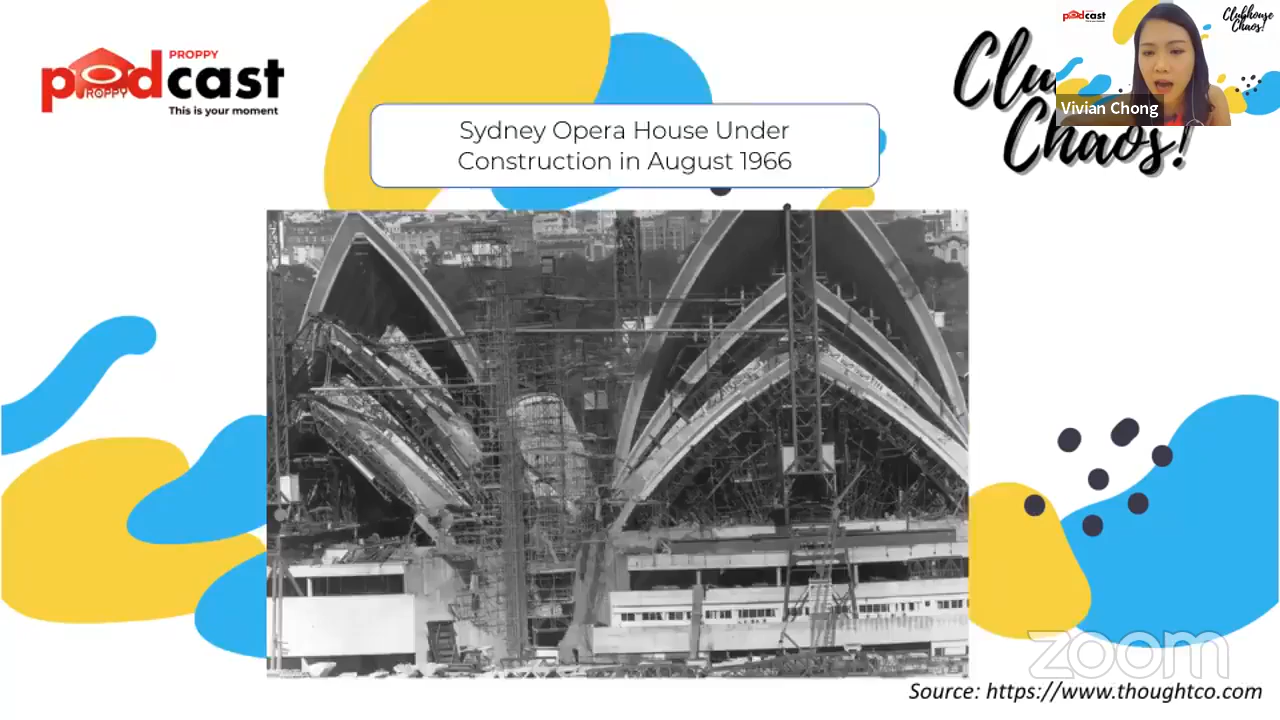 PROPPY
podcast
PROPPY
This is your moment
Sydney Opera House Under
Construction in August 1966
Clu
Chaos!
podcast
Clubhouse
Chaos!
Vivian Chong
zoom
Source: https://www.thoughtco.com